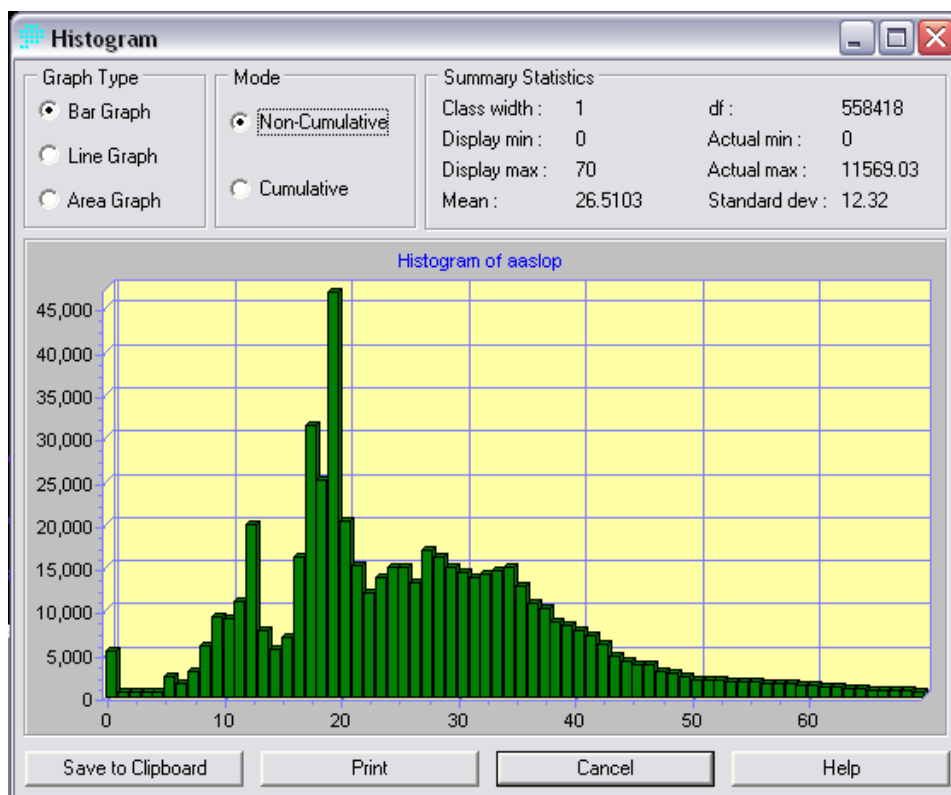 Histogram
Graph Type
Bar Graph
Line Graph
Area Graph
Mode
Non-Cumulative
Cumulative
Summary Statistics
Class width : 1 df : 558418
Display min : 0 Actual min : 0
Display max : 70 Actual max : 11569.03
Mean : 26.5103 Standard dev : 12.32
Histogram of aaslop
45,000
40,000
35,000
30,000
25,000
20,000
15,000
10,000
5,000
0
0 10 20 30 40 50 60
Save to Clipboard Print Cancel Help